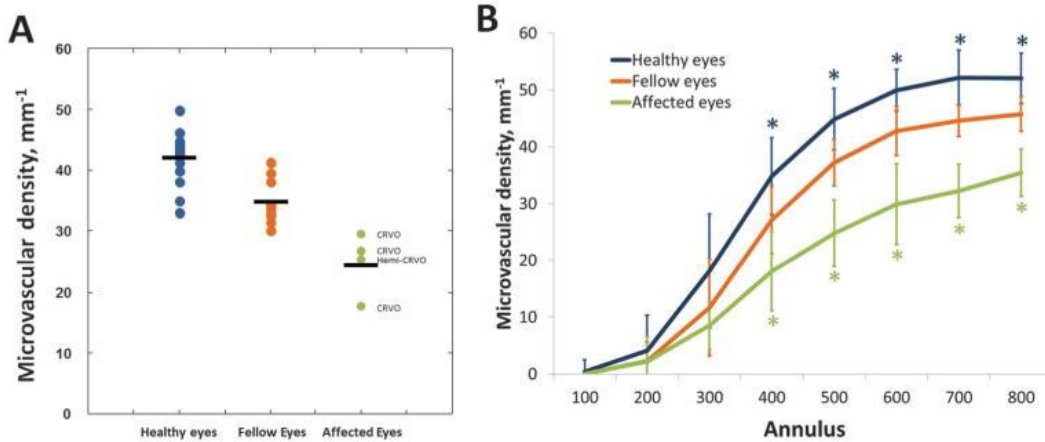 A
Microvascular density, mm-1
60
50
40
30
20
10
0
CRVO
CRVO
Hemi-CRVO
CRVO
Healthy eyes Fellow Eyes Affected Eyes
B
Microvascular density, mm-1
60
50
40
30
20
10
0
Healthy eyes
Fellow eyes
Affected eyes
* * * * *
* * * * *
100 200 300 400 500 600 700 800
Annulus